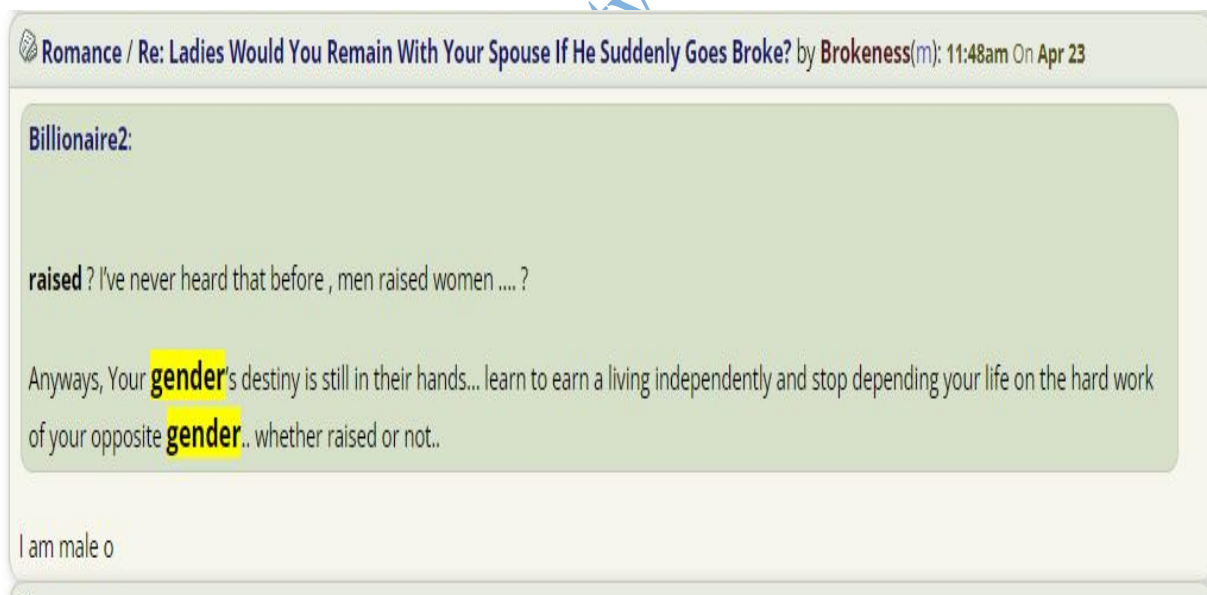 Romance / Re: Ladies Would You Remain With Your Spouse If He Suddenly Goes Broke? by Brokeness(m): 11:48am On Apr 23
Billionaire2:
raised ? I've never heard that before , men raised women .... ?
Anyways, Your gender's destiny is still in their hands... learn to earn a living independently and stop depending your life on the hard work
of your opposite gender.. whether raised or not..
I am male o